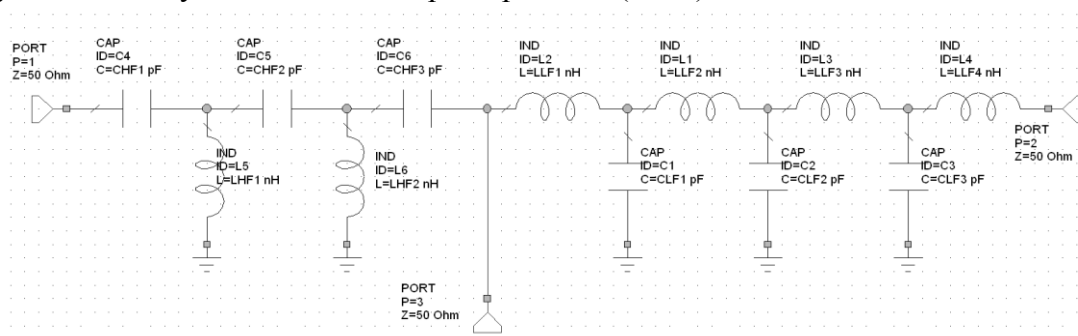 PORT
P=1
Z=50 Ohm
CAP
ID=C4
C=CHF1 pF
CAP
ID=C5
C=CHF2 pF
CAP
ID=C6
C=CHF3 pF
IND
ID=L2
L=LLF1 nH
IND
ID=L1
L=LLF2 nH
IND
ID=L3
L=LLF3 nH
IND
ID=L4
L=LLF4 nH
PORT
P=2
Z=50 Ohm
IND
ID=L5
L=LHF1 nH
IND
ID=L6
L=LHF2 nH
CAP
ID=C1
C=CLF1 pF
CAP
ID=C2
C=CLF2 pF
CAP
ID=C3
C=CLF3 pF
PORT
P=3
Z=50 Ohm